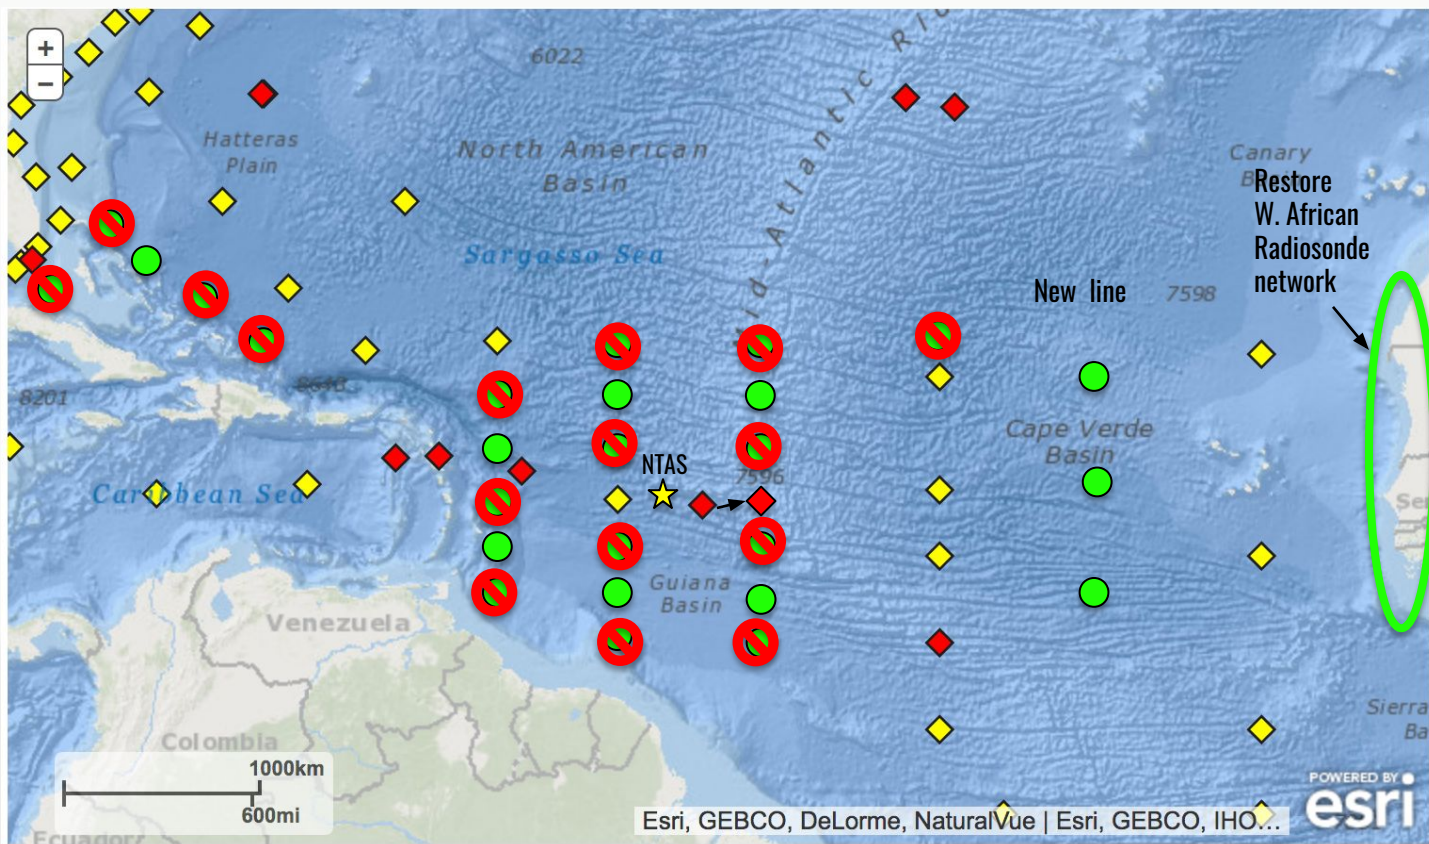 +
−
6022
Mid-Atlantic Ri
Hatteras
Plain
North American
Basin
Canary
Restore
W. African
Radiosonde
network
Sargasso Sea
New line
7598
8201
Cape Verde
Basin
NTAS
7596
Caribbean Sea
Sen
Guiana
Basin
Venezuela
Sierra
Ba
Colombia
1000km
600mi
POWERED BY
esri
Esri, GEBCO, DeLorme, NaturalVue | Esri, GEBCO, IHO…
Ecuador